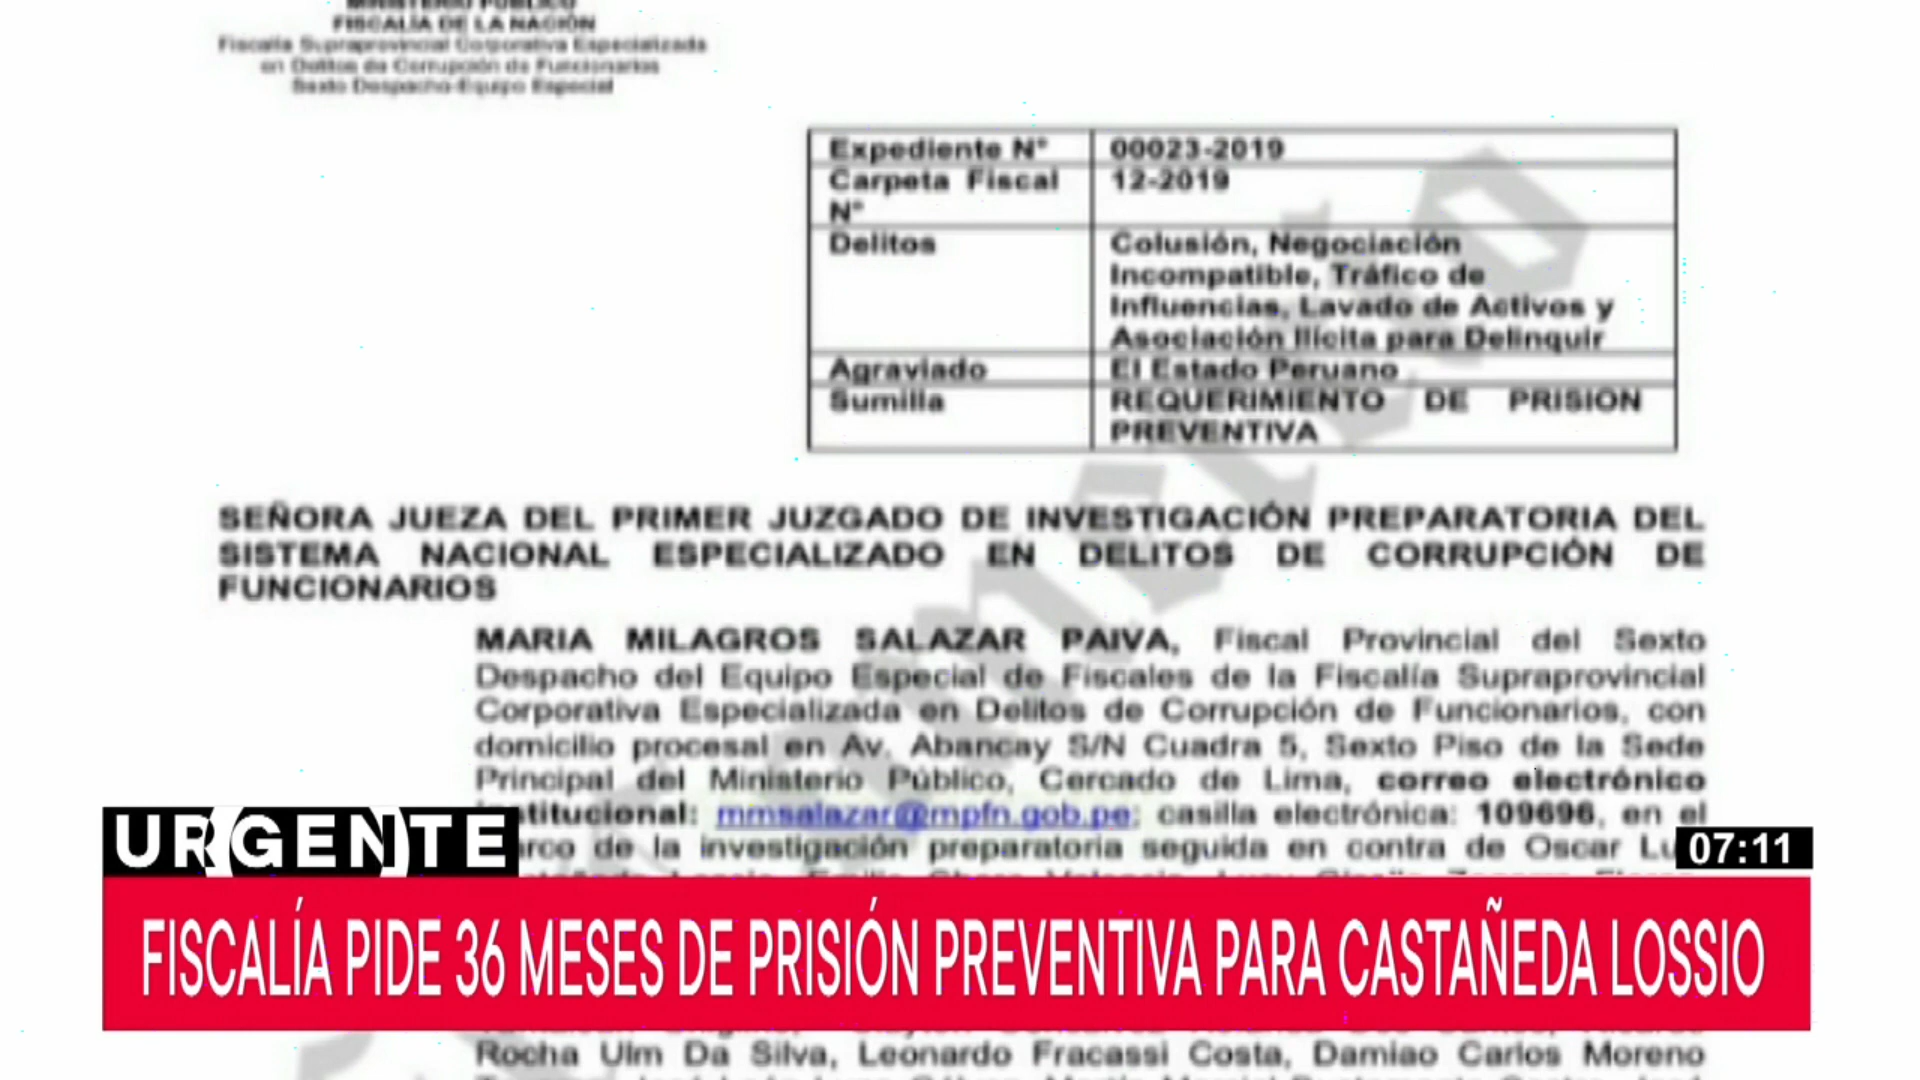 MINISTERIO PÚBLICO
FISCALÍA DE LA NACIÓN
Fiscalía Supraprovincial Corporativa Especializada
en Delitos de Corrupción de Funcionarios
Sexto Despacho-Equipo Especial
Expediente N° 00023-2019
Carpeta Fiscal 12-2019
N°
Delitos Colusión, Negociación
Incompatible, Tráfico de
Influencias, Lavado de Activos y
Asociación Ilícita para Delinquir
Agraviado El Estado Peruano
Sumilla REQUERIMIENTO DE PRISION
PREVENTIVA
SEÑORA JUEZA DEL PRIMER JUZGADO DE INVESTIGACIÓN PREPARATORIA DEL
SISTEMA NACIONAL ESPECIALIZADO EN DELITOS DE CORRUPCIÓN DE
FUNCIONARIOS
MARIA MILAGROS SALAZAR PAIVA, Fiscal Provincial del Sexto
Despacho del Equipo Especial de Fiscales de la Fiscalía Supraprovincial
Corporativa Especializada en Delitos de Corrupción de Funcionarios, con
domicilio procesal en Av. Abancay S/N Cuadra 5, Sexto Piso de la Sede
Principal del Ministerio Público, Cercado de Lima, correo electrónico
stitucional: mmsalazar@mpfn.gob.pe; casilla electrónica: 109696, en el
arco de la investigación preparatoria seguida en contra de Oscar Lu
URGENTE
07:11
FISCALÍA PIDE 36 MESES DE PRISIÓN PREVENTIVA PARA CASTAÑEDA LOSSIO
Rocha Ulm Da Silva, Leonardo Fracassi Costa, Damiao Carlos Moreno